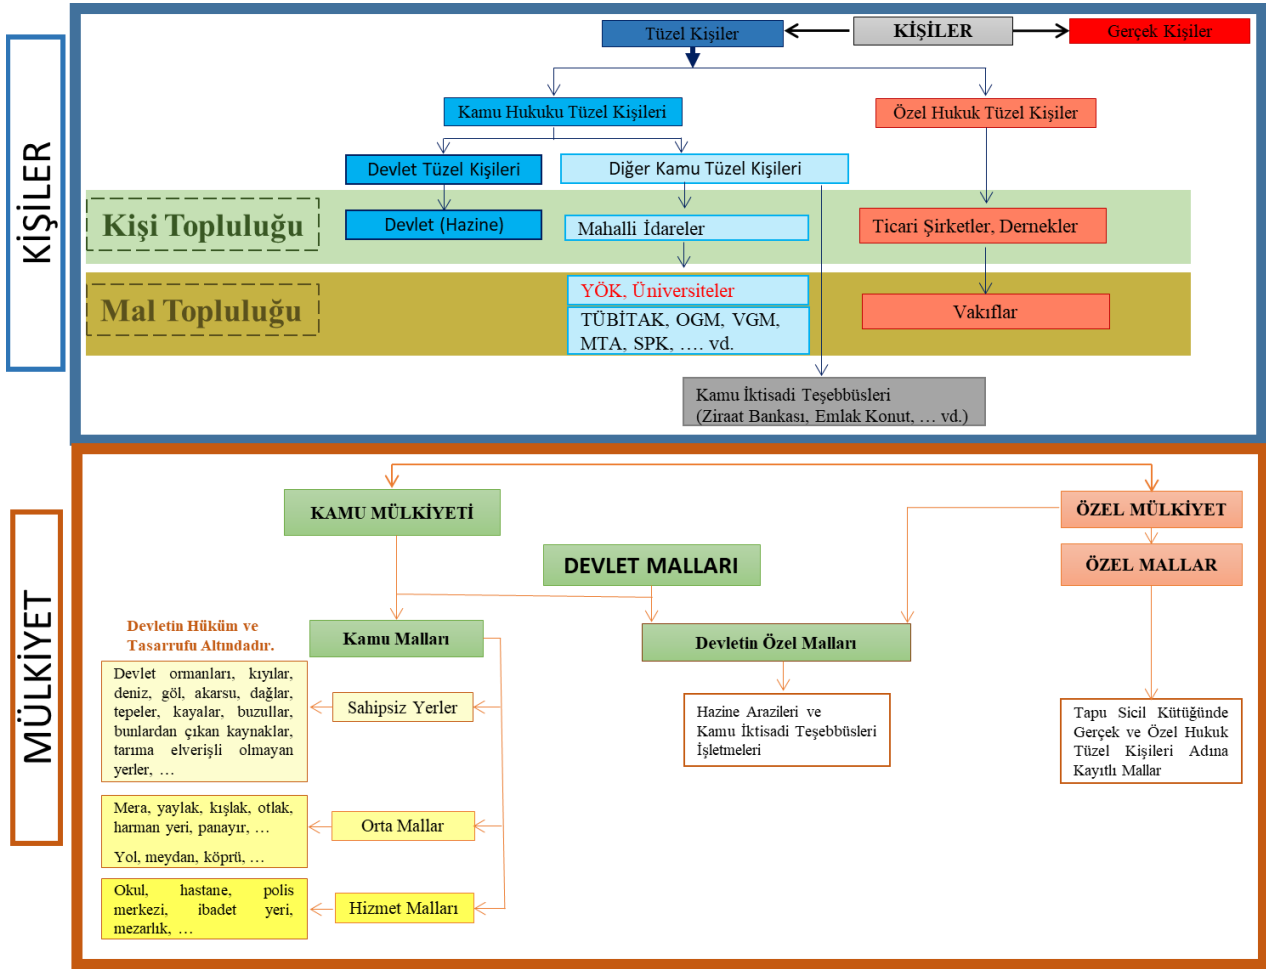 KİŞİLER
Tüzel Kişiler
KİŞİLER
Gerçek Kişiler
Kamu Hukuku Tüzel Kişileri
Özel Hukuk Tüzel Kişiler
Devlet Tüzel Kişileri
Diğer Kamu Tüzel Kişileri
Kişi Topluluğu
Devlet (Hazine)
Mahalli İdareler
Ticari Şirketler, Dernekler
Mal Topluluğu
YÖK, Üniversiteler
TÜBİTAK, OGM, VGM,
MTA, SPK, …. vd.
Vakıflar
Kamu İktisadi Teşebbüsleri
(Ziraat Bankası, Emlak Konut, … vd.)
MÜLKİYET
KAMU MÜLKİYETİ
ÖZEL MÜLKİYET
DEVLET MALLARI
ÖZEL MALLAR
Devletin Hüküm ve
Tasarrufu Altındadır.
Kamu Malları
Devletin Özel Malları
Devlet ormanları, kıyılar,
deniz, göl, akarsu, dağlar,
tepeler, kayalar, buzullar,
bunlardan çıkan kaynaklar,
tarıma elverişli olmayan
yerler, …
Sahipsiz Yerler
Hazine Arazileri ve
Kamu İktisadi Teşebbüsleri
İşletmeleri
Tapu Sicil Kütüğünde
Gerçek ve Özel Hukuk
Tüzel Kişileri Adına
Kayıtlı Mallar
Mera, yaylak, kışlak, otlak,
harman yeri, panayır, …
Yol, meydan, köprü, …
Orta Mallar
Okul, hastane, polis
merkezi, ibadet yeri,
mezarlık, …
Hizmet Malları